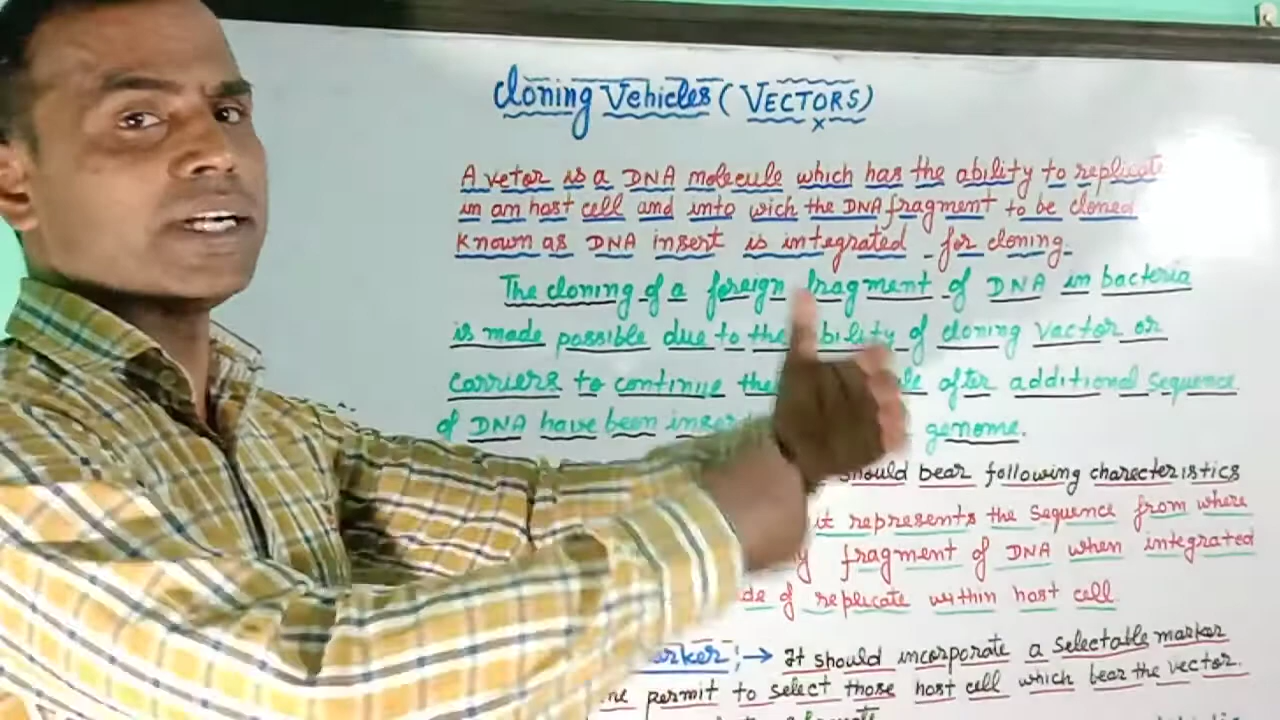 Cloning Vehicles (VECTORS)
A vetor is a DNA molecule which has the ability to replicate
in an host cell and into wich the DNA fragment to be cloned
known as DNA insert is integrated for cloning.
The cloning of a foreign fragment of DNA in bacteria
is made possible due to the ability of cloning vactor or
carriers to continue the after additional sequence
of DNA have been genome.
should bear following charecteristics
it represents the sequence from where
fragment of DNA when integrated
of replicate within host cell
It should incorporate a selectable marker
permit to select those host cell which bear the vector.